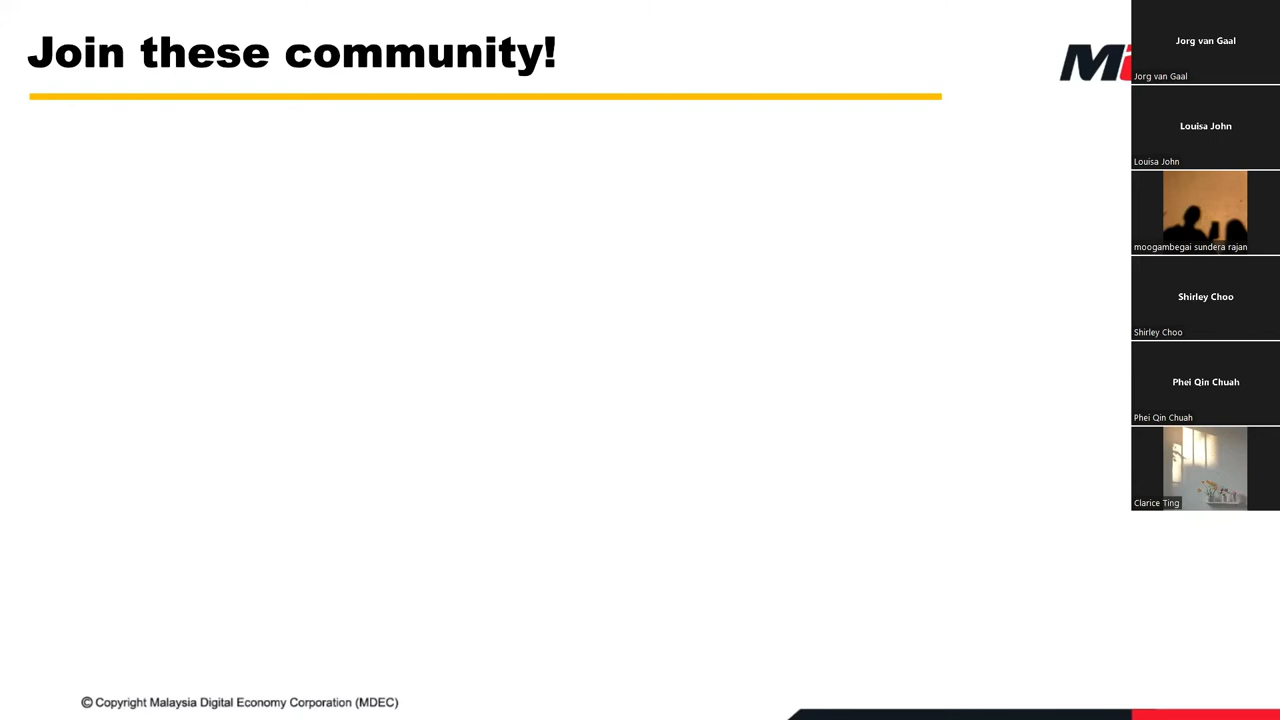 Join these community!
Jorg van Gaal
Jorg van Gaal
Louisa John
Louisa John
moogambegai sundera rajan
Shirley Choo
Shirley Choo
Phei Qin Chuah
Phei Qin Chuah
Clarice Ting
© Copyright Malaysia Digital Economy Corporation (MDEC)